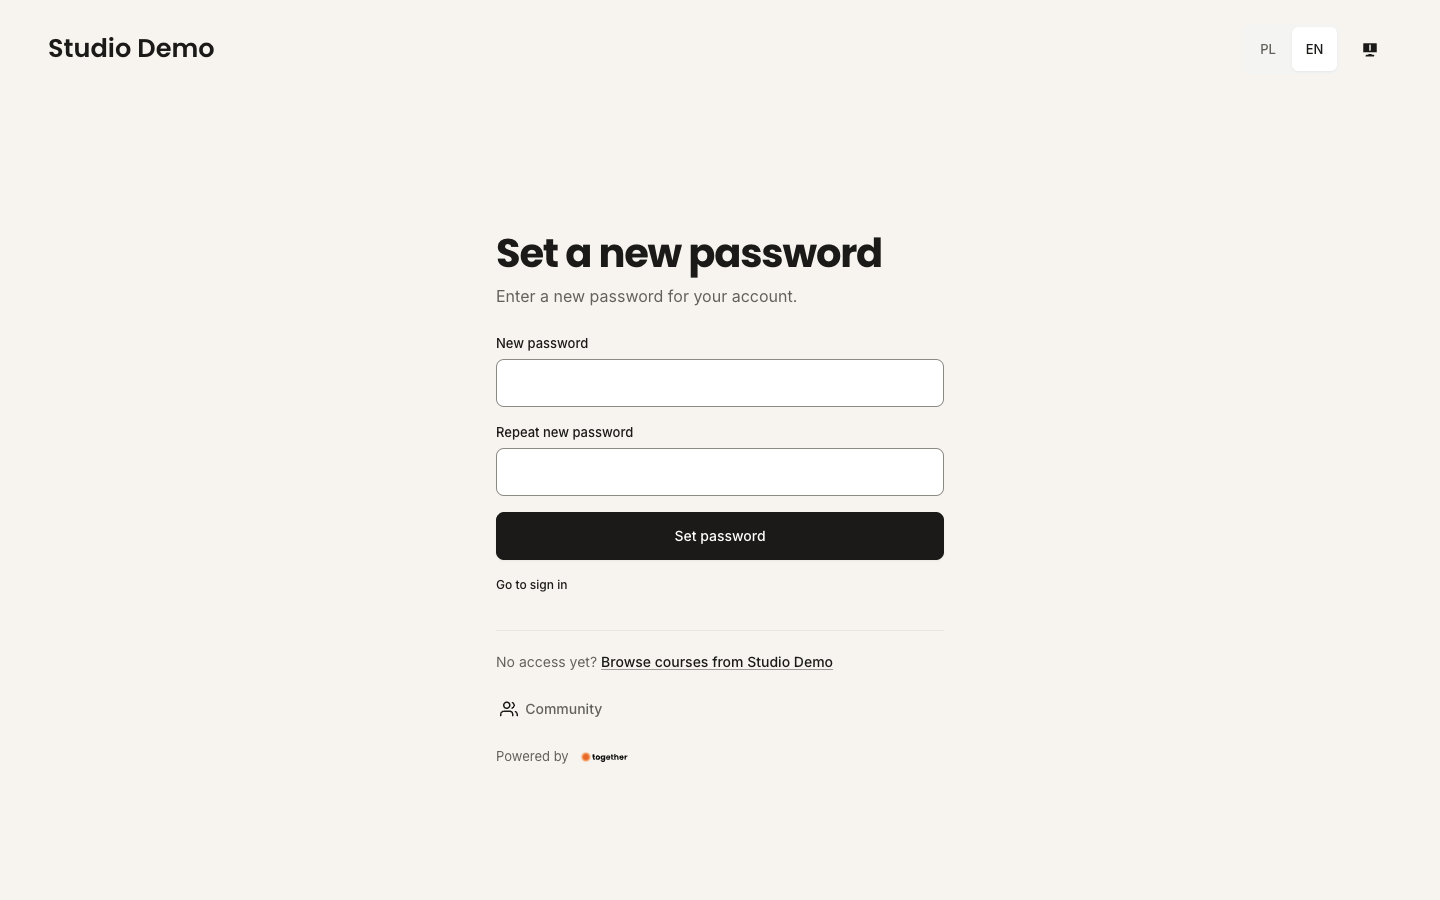 Studio Demo
PL
EN
Set a new password
Enter a new password for your account.
New password
Repeat new password
Set password
Go to sign in
No access yet? Browse courses from Studio Demo
Community
Powered by together